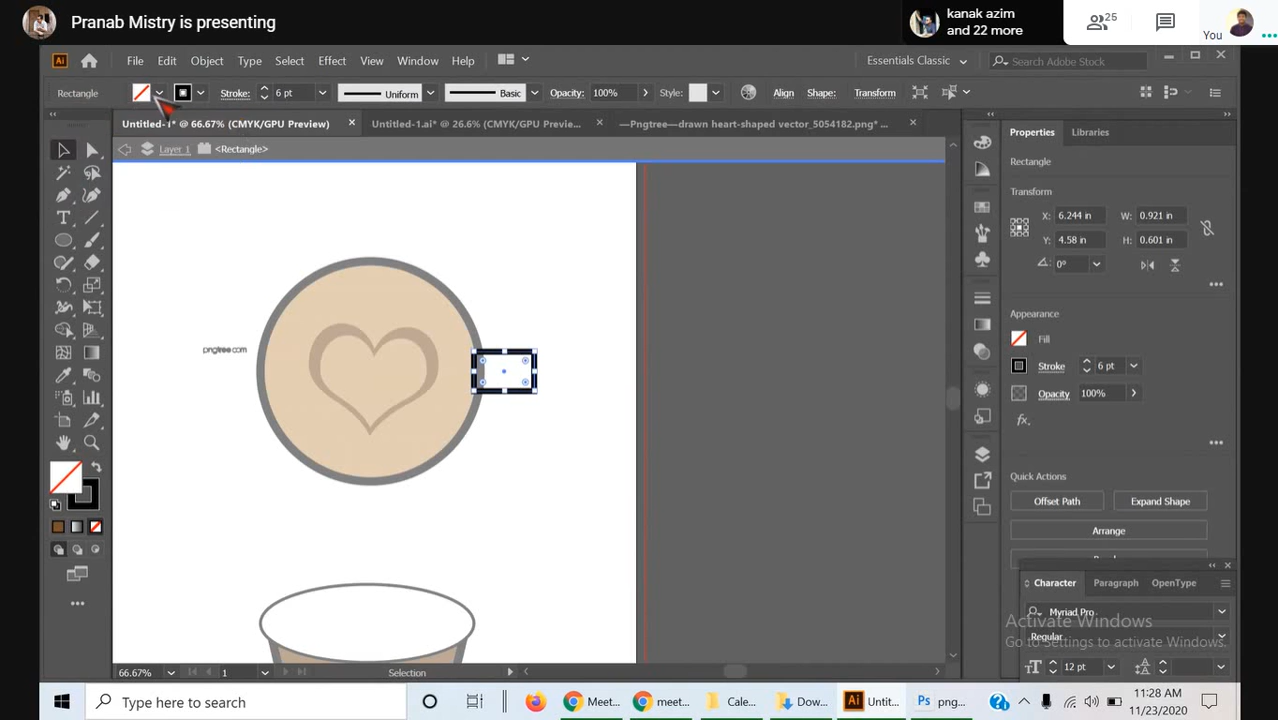 Pranab Mistry is presenting
kanak azim
and 22 more
25
You
File Edit Object Type Select Effect View Window Help
Essentials Classic
Search Adobe Stock
Rectangle
Stroke: 6 pt
Uniform
Basic
Opacity: 100%
Style:
Align
Shape:
Transform
Untitled-1* @ 66.67% (CMYK/GPU Preview)
Untitled-1.ai* @ 26.6% (CMYK/GPU Previe...
—Pngtree—drawn heart-shaped vector_5054182.png* ...
Layer 1
<Rectangle>
pngtree.com
Properties
Libraries
Rectangle
Transform
X: 6.244 in
W: 0.921 in
Y: 4.58 in
H: 0.601 in
0°
Appearance
Fill
Stroke
6 pt
Opacity
100%
fx.
Quick Actions
Offset Path
Expand Shape
Arrange
Character
Paragraph
OpenType
Myriad Pro
Regular
12 pt
Activate Windows
Go to Settings to activate Windows.
66.67%
1
Selection
Type here to search
Meet...
meet...
Cale...
Dow...
Untit...
png...
11:28 AM
11/23/2020